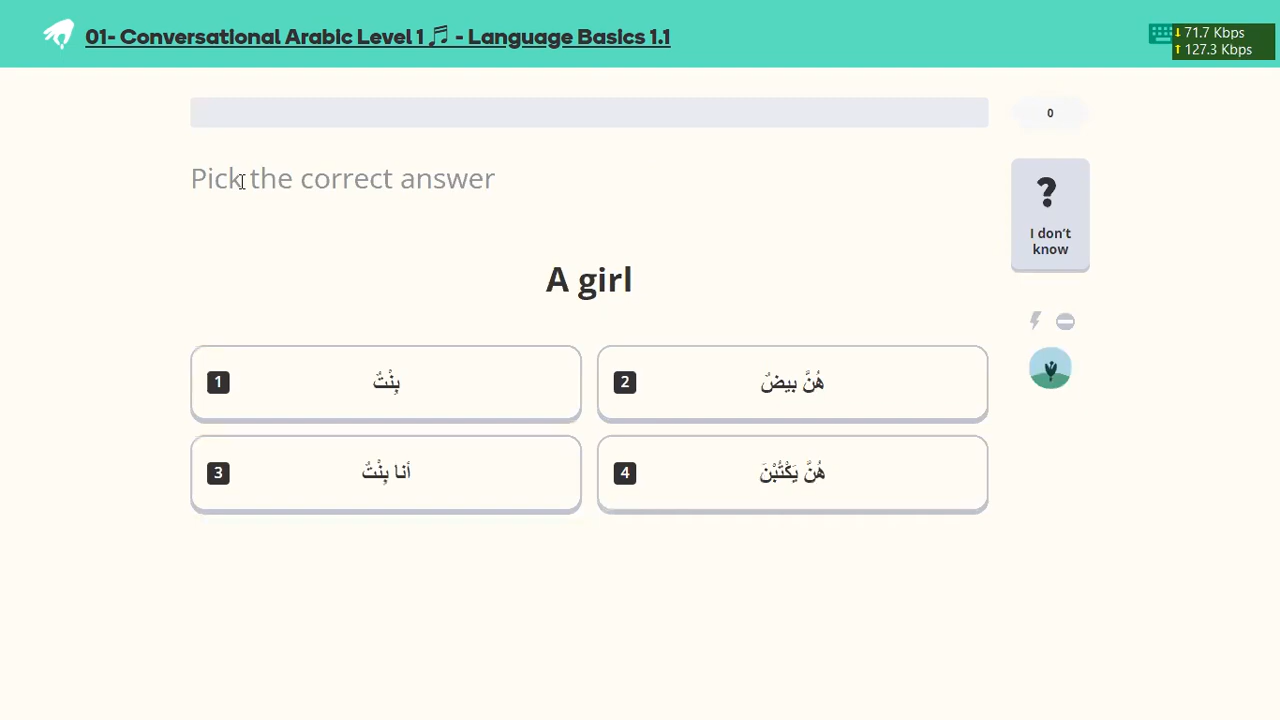 01- Conversational Arabic Level 1 🎵 - Language Basics 1.1
↓ 71.7 Kbps
↑ 127.3 Kbps
0
Pick the correct answer
?
I don't
know
A girl
1 بِنْتٌ
2 هُنَّ بيضٌ
3 أنا بِنْتٌ
4 هُنَّ يَكْتُبْنَ